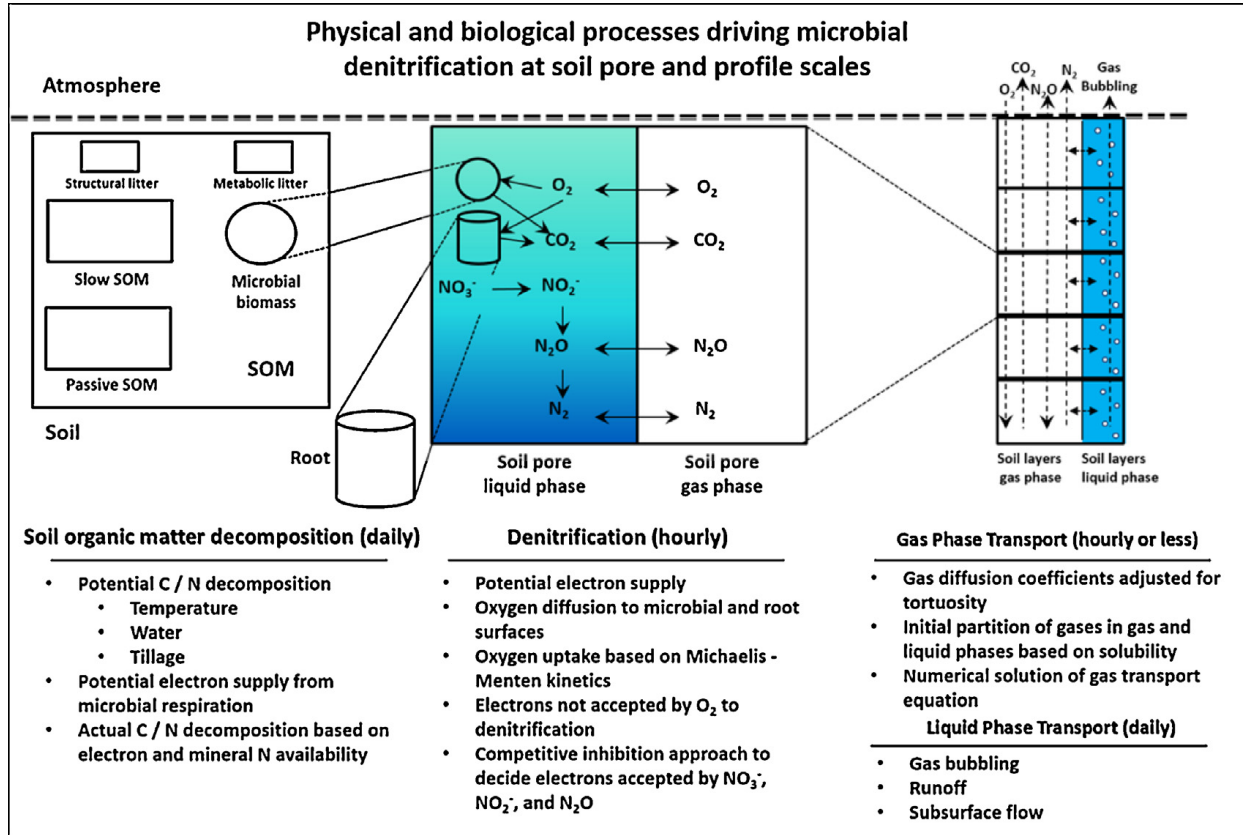 Physical and biological processes driving microbial
denitrification at soil pore and profile scales
Atmosphere
Structural litter
Metabolic litter
Slow SOM
Microbial
biomass
Passive SOM
SOM
Soil
Root
O₂
O₂
CO₂
CO₂
NO₃⁻
NO₂⁻
N₂O
N₂O
N₂
N₂
Soil pore
liquid phase
Soil pore
gas phase
O₂
CO₂
N₂O
N₂
Gas
Bubbling
Soil layers
gas phase
Soil layers
liquid phase
Soil organic matter decomposition (daily)
• Potential C / N decomposition
• Temperature
• Water
• Tillage
• Potential electron supply from
microbial respiration
• Actual C / N decomposition based on
electron and mineral N availability
Denitrification (hourly)
• Potential electron supply
• Oxygen diffusion to microbial and root
surfaces
• Oxygen uptake based on Michaelis -
Menten kinetics
• Electrons not accepted by O₂ to
denitrification
• Competitive inhibition approach to
decide electrons accepted by NO₃⁻,
NO₂⁻, and N₂O
Gas Phase Transport (hourly or less)
• Gas diffusion coefficients adjusted for
tortuosity
• Initial partition of gases in gas and
liquid phases based on solubility
• Numerical solution of gas transport
equation
Liquid Phase Transport (daily)
• Gas bubbling
• Runoff
• Subsurface flow